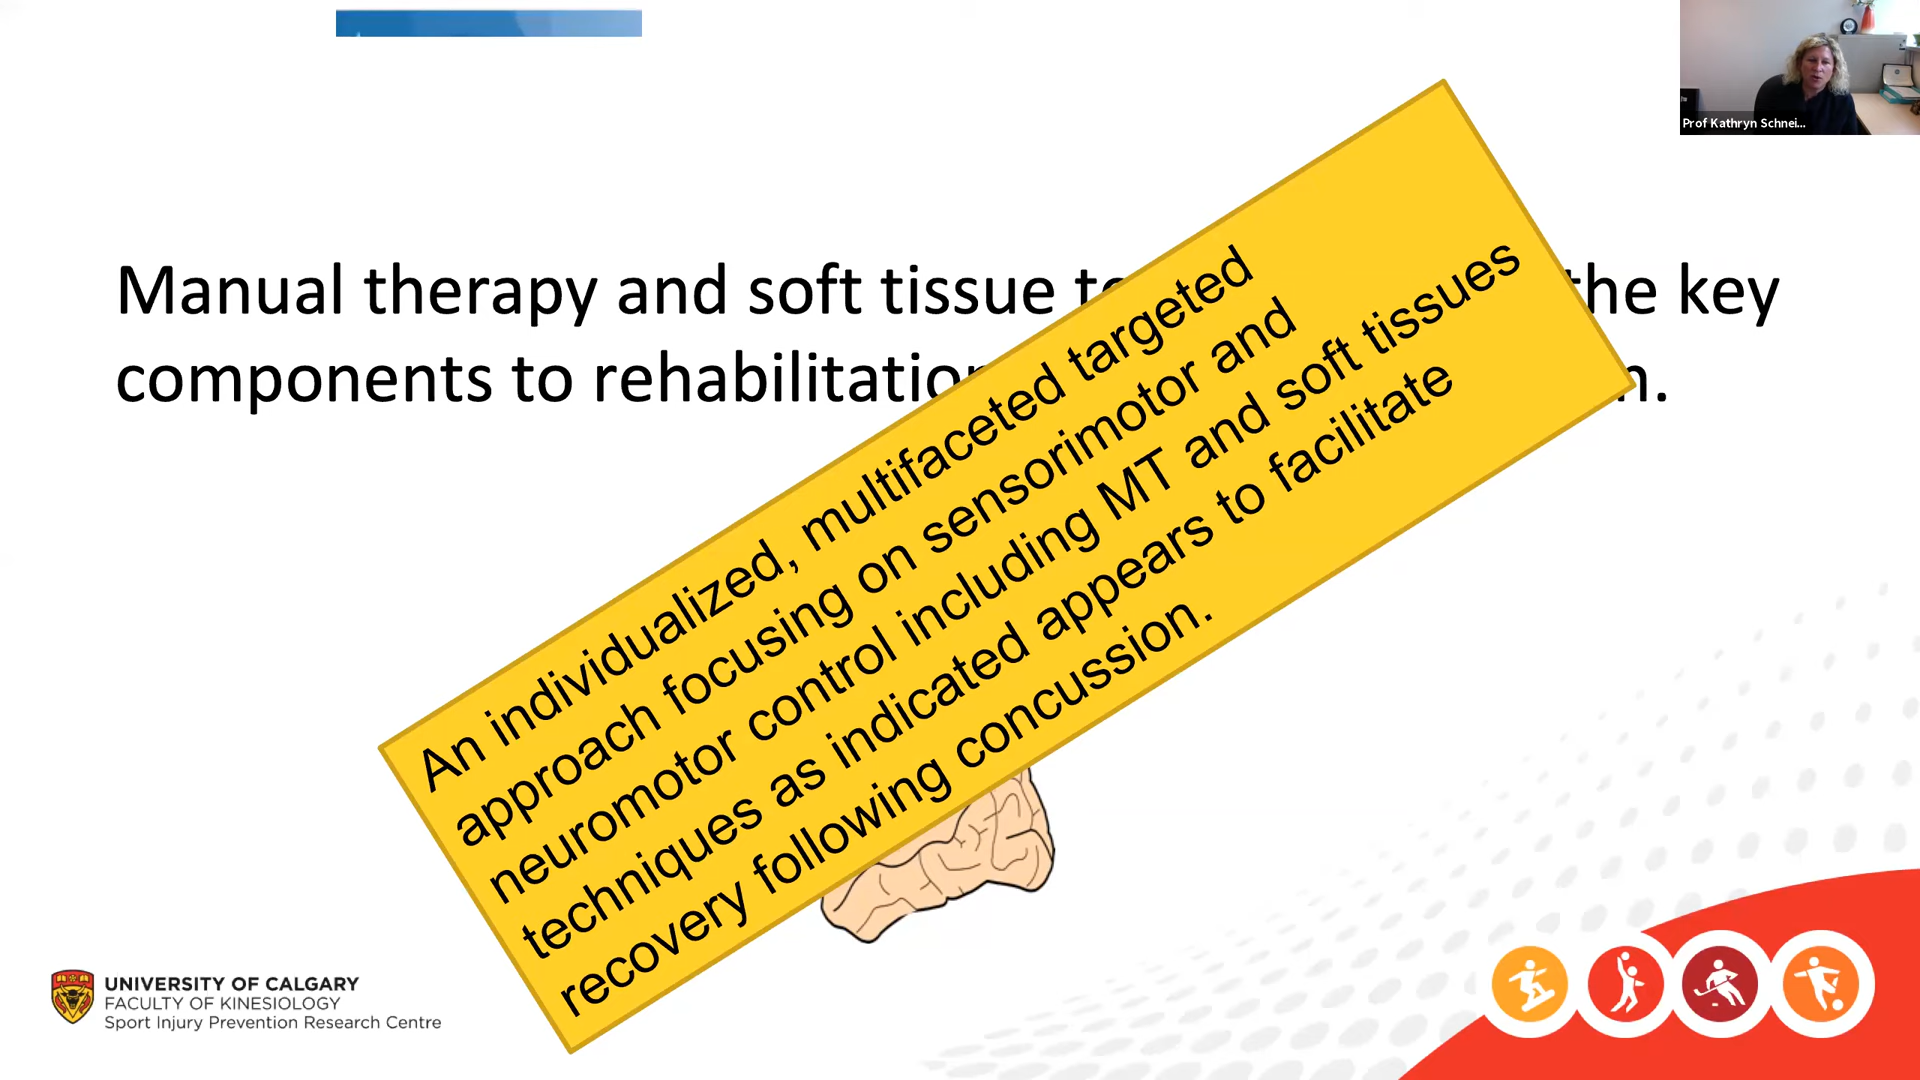 Prof Kathryn Schnei...
Manual therapy and soft tissue the key
components to rehabilitation
An individualized, multifaceted targeted
approach focusing on sensorimotor and
neuromotor control including MT and soft tissues
techniques as indicated appears to facilitate
recovery following concussion.
UNIVERSITY OF CALGARY
FACULTY OF KINESIOLOGY
Sport Injury Prevention Research Centre